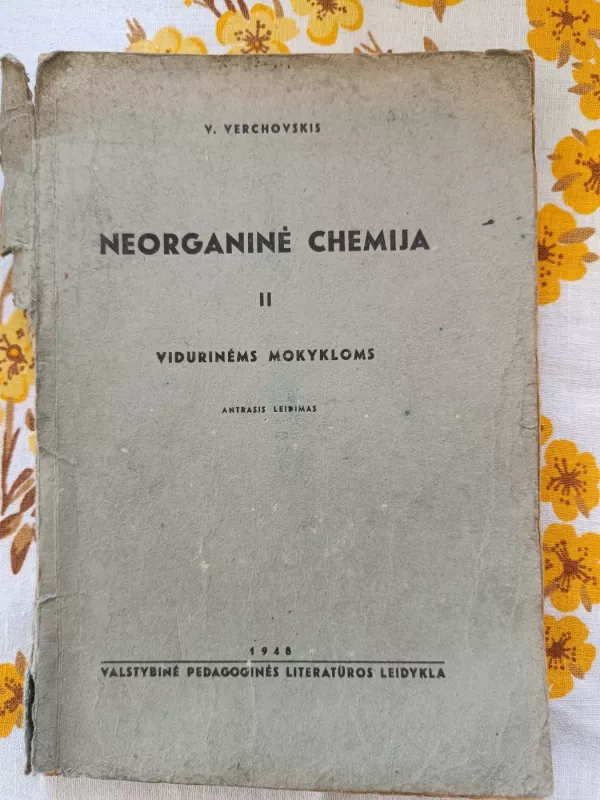 V. VERCHOVSKIS
NEORGANINĖ CHEMIJA
II
VIDURINĖMS MOKYKLOMS
ANTRASIS LEIDIMAS
1948
VALSTYBINĖ PEDAGOGINĖS LITERATŪROS LEIDYKLA